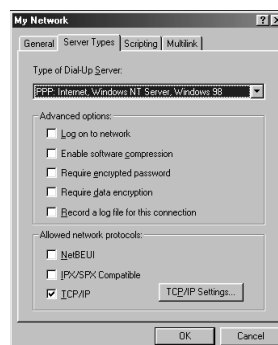 My Network
General
Server Types
Scripting
Multilink
Type of Dial-Up Server:
PPP: Internet, Windows NT Server, Windows 98
Advanced options:
Log on to network
Enable software compression
Require encrypted password
Require data encryption
Record a log file for this connection
Allowed network protocols:
NetBEUI
IPX/SPX Compatible
TCP/IP
TCP/IP Settings...
OK
Cancel